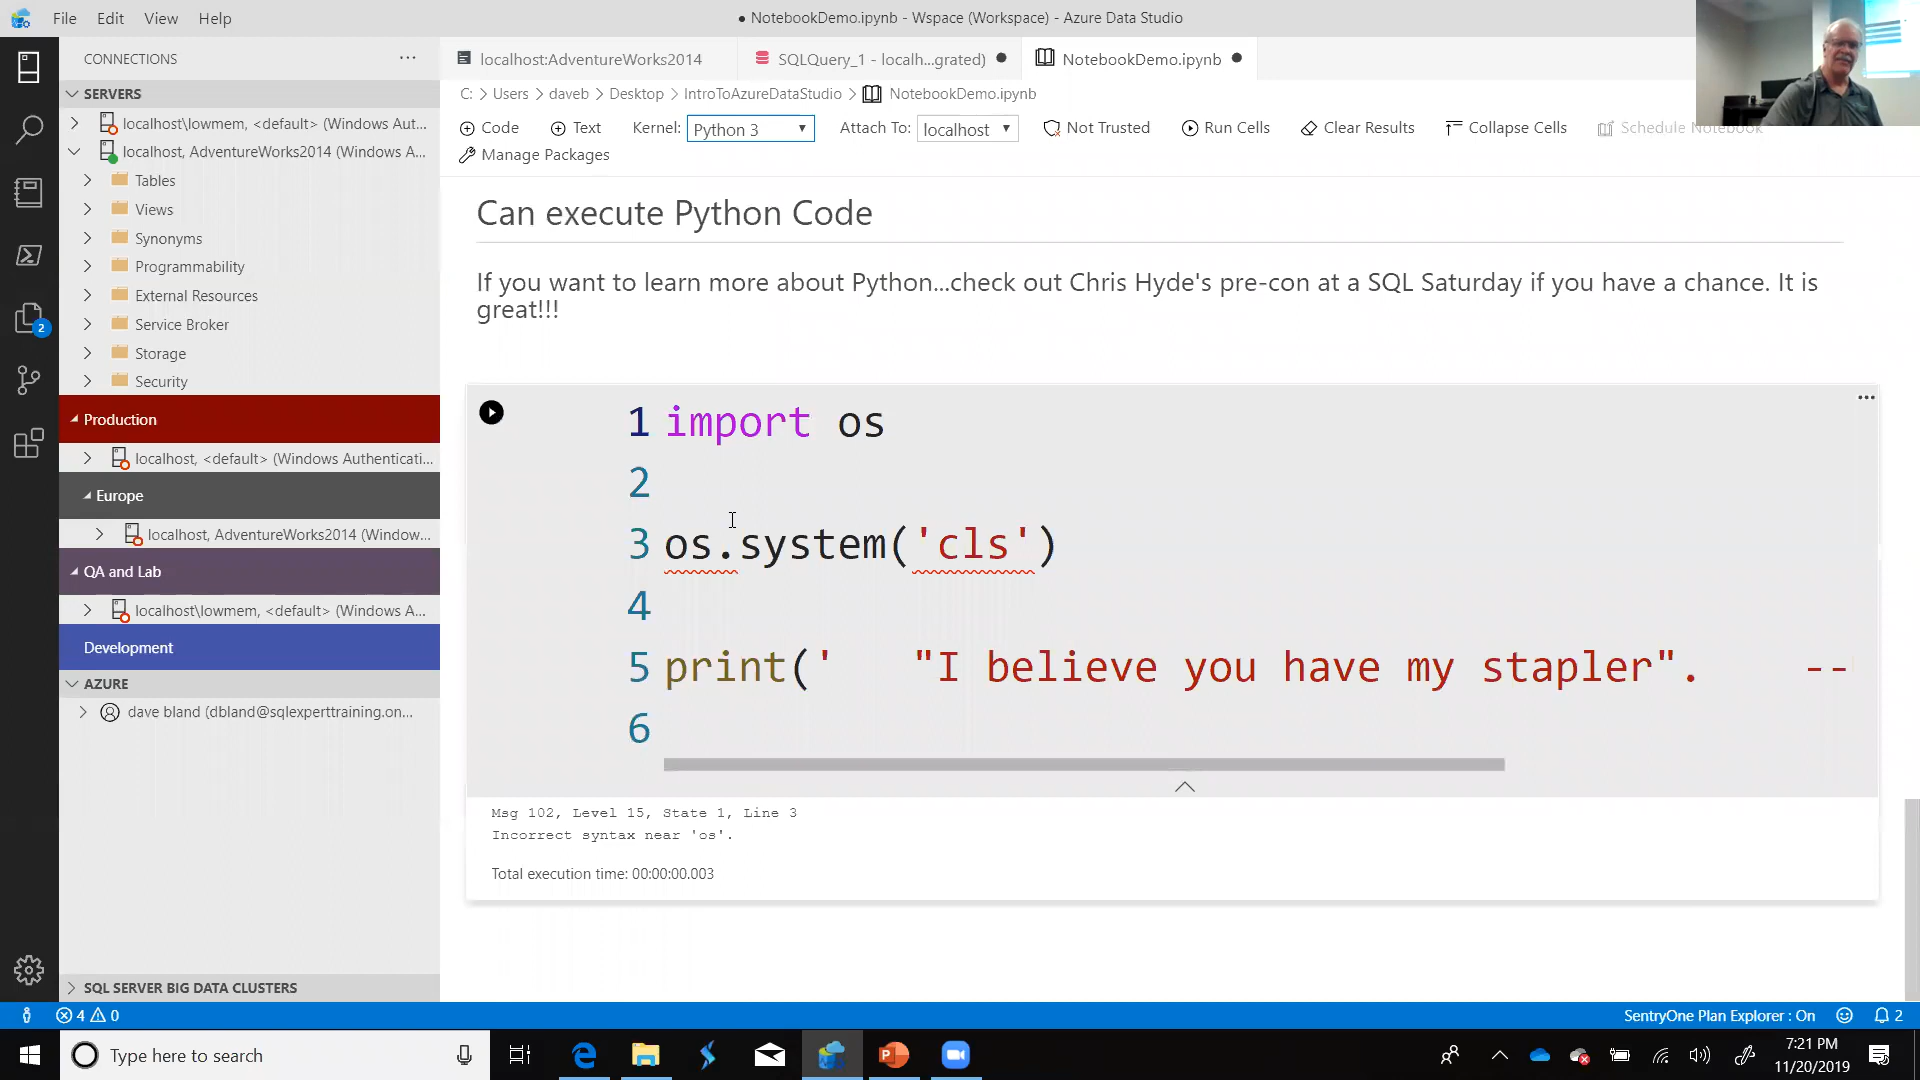 File Edit View Help
● NotebookDemo.ipynb - Wspace (Workspace) - Azure Data Studio
CONNECTIONS ...
localhost:AdventureWorks2014
SQLQuery_1 - localh...grated) ●
NotebookDemo.ipynb ●
SERVERS
C: > Users > daveb > Desktop > IntroToAzureDataStudio > NotebookDemo.ipynb
localhost\lowmem, <default> (Windows Aut...
Code Text Kernel: Python 3 Attach To: localhost Not Trusted Run Cells Clear Results Collapse Cells Schedule Notebook
localhost, AdventureWorks2014 (Windows A...
Manage Packages
Tables
Views
Synonyms
Programmability
External Resources
Service Broker
Storage
Security
Production
localhost, <default> (Windows Authenticati...
Europe
localhost, AdventureWorks2014 (Window...
QA and Lab
localhost\lowmem, <default> (Windows A...
Development
AZURE
dave bland (dbland@sqlexperttraining.on...
SQL SERVER BIG DATA CLUSTERS
2
Can execute Python Code
If you want to learn more about Python...check out Chris Hyde's pre-con at a SQL Saturday if you have a chance. It is
great!!!
1 import os
2
3 os.system('cls')
4
5 print('   "I believe you have my stapler".    --
6
Msg 102, Level 15, State 1, Line 3
Incorrect syntax near 'os'.
Total execution time: 00:00:00.003
4 0
SentryOne Plan Explorer : On 2
Type here to search
7:21 PM
11/20/2019